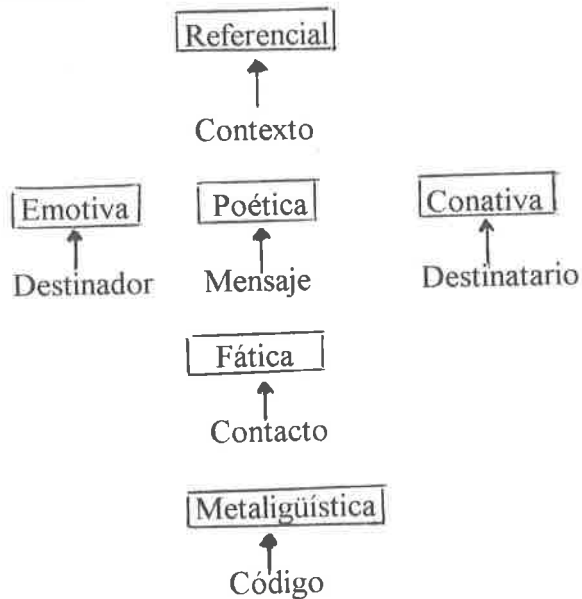 Referencial
Contexto
Emotiva Poética Conativa
Destinador Mensaje Destinatario
Fática
Contacto
Metaligüística
Código